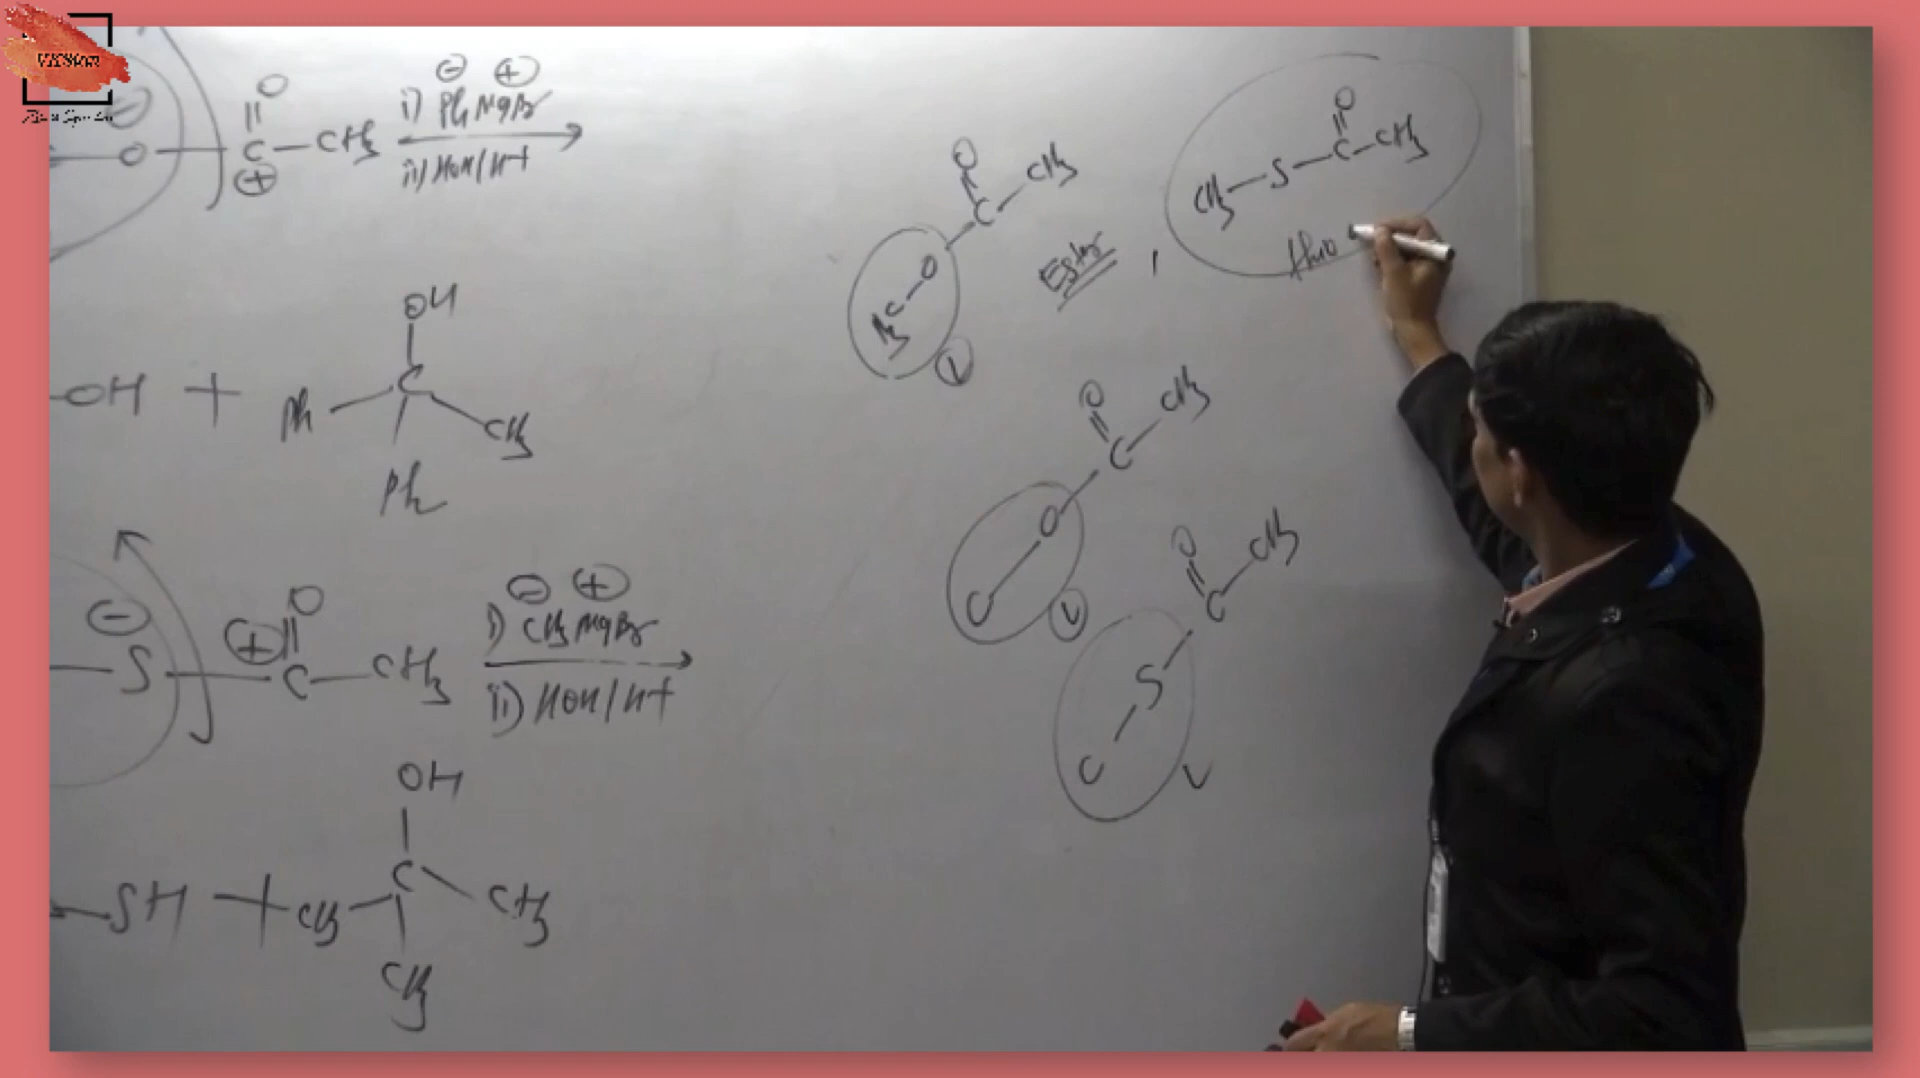 O
⊖ ⊕
i) PhMgBr
O — C — CH3
⊕
ii) HOH/H+
OH
OH + Ph C CH3
Ph
⊖ ⊕
O
i) CH3MgBr
⊖ ⊕
S — C — CH3
ii) HOH/H+
OH
C
SH + CH3 CH3
CH3
O
CH3
C
O
H3C
Ester ,
O
CH3 — S — C — CH3
thio
O
CH3
C
O
C
O
CH3
C
S
C